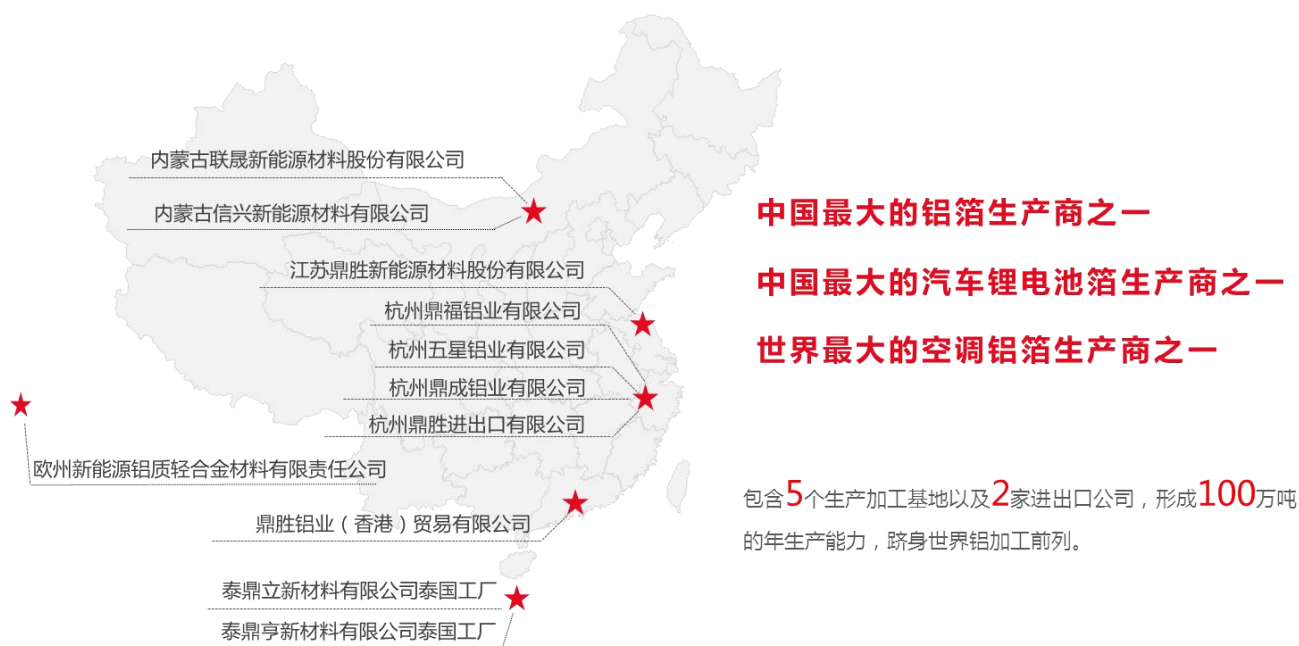 内蒙古联晟新能源材料股份有限公司
内蒙古信兴新能源材料有限公司
江苏鼎胜新能源材料股份有限公司
杭州鼎福铝业有限公司
杭州五星铝业有限公司
杭州鼎成铝业有限公司
杭州鼎胜进出口有限公司
欧州新能源铝质轻合金材料有限责任公司
鼎胜铝业（香港）贸易有限公司
泰鼎立新材料有限公司泰国工厂
泰鼎亨新材料有限公司泰国工厂
中国最大的铝箔生产商之一
中国最大的汽车锂电池箔生产商之一
世界最大的空调铝箔生产商之一
包含5个生产加工基地以及2家进出口公司，形成100万吨
的年生产能力，跻身世界铝加工前列。